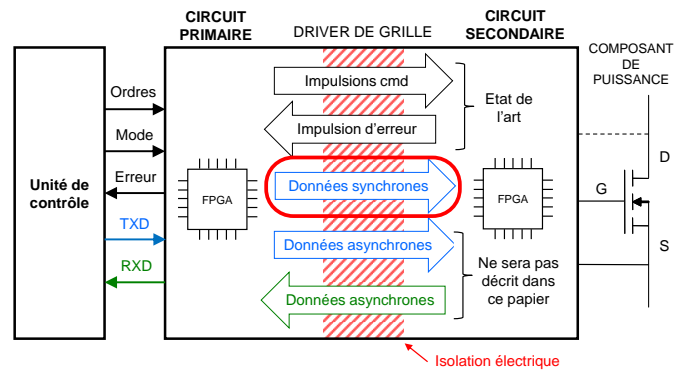 CIRCUIT
PRIMAIRE
DRIVER DE GRILLE
CIRCUIT
SECONDAIRE
COMPOSANT
DE
PUISSANCE
Unité de
contrôle
Ordres
Mode
Erreur
TXD
RXD
FPGA
Impulsions cmd
Impulsion d'erreur
Données synchrones
Données asynchrones
Données asynchrones
Etat de
l'art
FPGA
Ne sera pas
décrit dans
ce papier
G
D
S
Isolation électrique